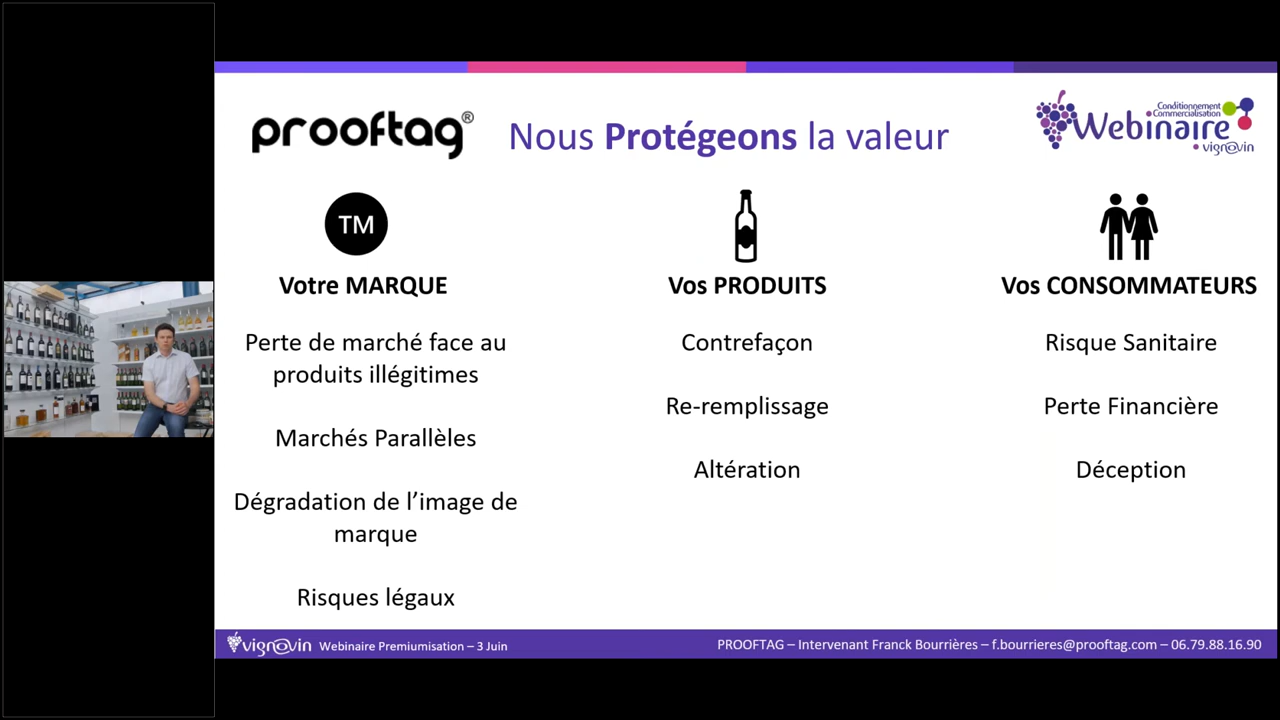 prooftag®
Nous Protégeons la valeur
Conditionnement
Commercialisation
Webinaire
vignovin
TM
Votre MARQUE
Perte de marché face au
produits illégitimes
Marchés Parallèles
Dégradation de l’image de
marque
Risques légaux
Vos PRODUITS
Contrefaçon
Re-remplissage
Altération
Vos CONSOMMATEURS
Risque Sanitaire
Perte Financière
Déception
vignovin Webinaire Premiumisation – 3 Juin
PROOFTAG – Intervenant Franck Bourrières – f.bourrieres@prooftag.com – 06.79.88.16.90